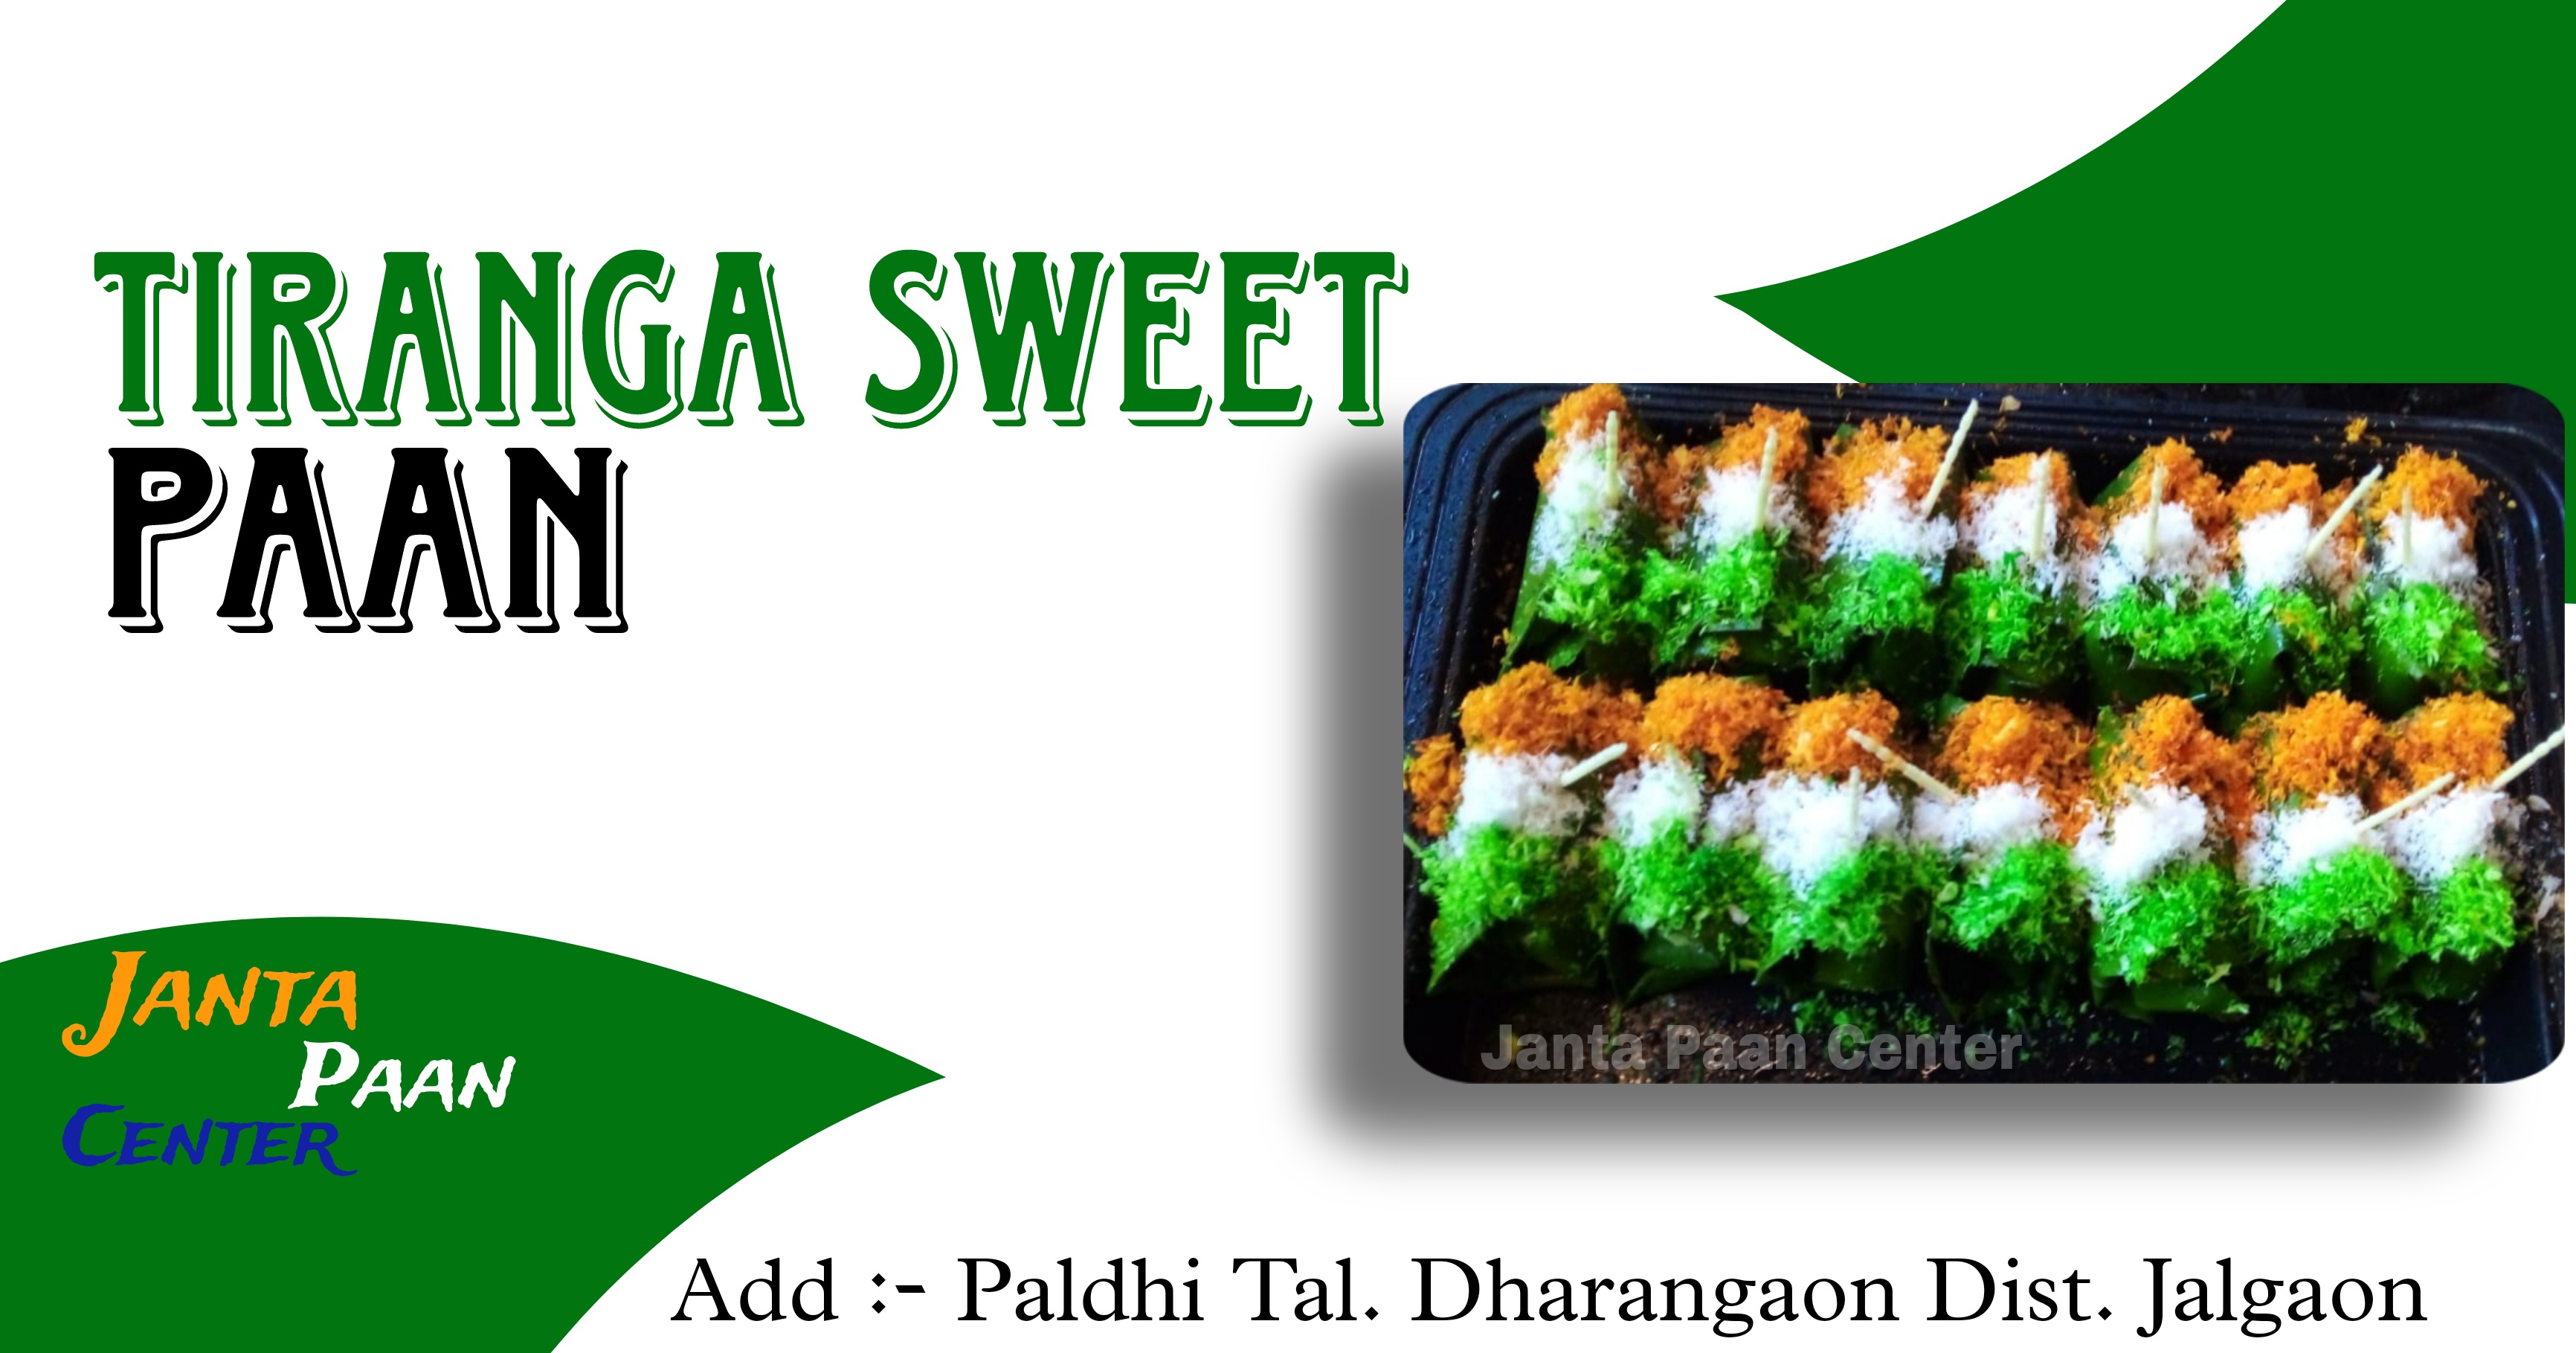 TIRANGA SWEET
PAAN
JANTA
PAAN
CENTER
Janta Paan Center
Add :- Paldhi Tal. Dharangaon Dist. Jalgaon